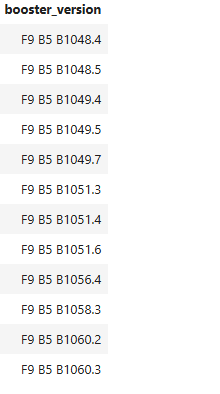 booster_version
F9 B5 B1048.4
F9 B5 B1048.5
F9 B5 B1049.4
F9 B5 B1049.5
F9 B5 B1049.7
F9 B5 B1051.3
F9 B5 B1051.4
F9 B5 B1051.6
F9 B5 B1056.4
F9 B5 B1058.3
F9 B5 B1060.2
F9 B5 B1060.3